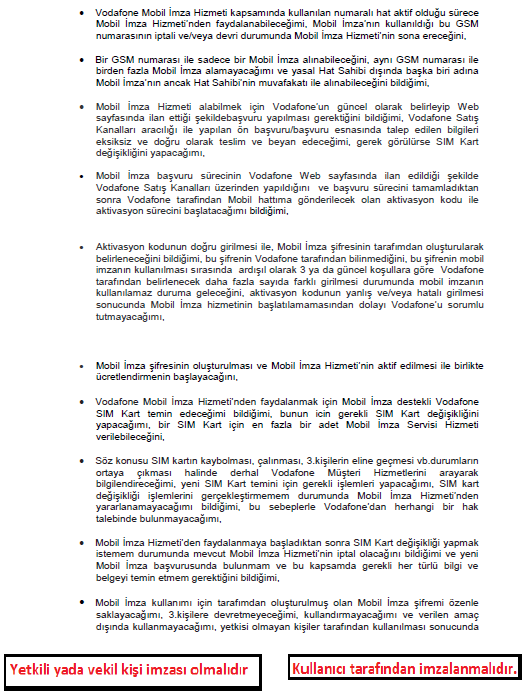 • Vodafone Mobil İmza Hizmeti kapsamında kullanılan numaralı hat aktif olduğu sürece
Mobil İmza Hizmeti'nden faydalanabileceğimi, Mobil İmza'nın kullanıldığı bu GSM
numarasının iptali ve/veya devri durumunda Mobil İmza Hizmeti'nin sona ereceğini,
• Bir GSM numarası ile sadece bir Mobil İmza alınabileceğini, aynı GSM numarası ile
birden fazla Mobil İmza alamayacağımı ve yasal Hat Sahibi dışında başka biri adına
Mobil İmza'nın ancak Hat Sahibi'nin muvafakati ile alınabileceğini bildiğimi,
• Mobil İmza Hizmeti alabilmek için Vodafone'un güncel olarak belirleyip Web
sayfasında ilan ettiği şekildebaşvuru yapılması gerektiğini bildiğimi, Vodafone Satış
Kanalları aracılığı ile yapılan ön başvuru/başvuru esnasında talep edilen bilgileri
eksiksiz ve doğru olarak teslim ve beyan edeceğimi, gerek görülürse SIM Kart
değişikliğini yapacağımı,
• Mobil İmza başvuru sürecinin Vodafone Web sayfasında ilan edildiği şekilde
Vodafone Satış Kanalları üzerinden yapıldığını ve başvuru sürecini tamamladıktan
sonra Vodafone tarafından Mobil hattıma gönderilecek olan aktivasyon kodu ile
aktivasyon sürecini başlatacağımı bildiğimi,
• Aktivasyon kodunun doğru girilmesi ile, Mobil İmza şifresinin tarafımdan oluşturularak
belirleneceğini bildiğimi, bu şifrenin Vodafone tarafından bilinmediğini, bu şifrenin mobil
imzanın kullanılması sırasında ardışıl olarak 3 ya da güncel koşullara göre Vodafone
tarafından belirlenecek daha fazla sayıda farklı girilmesi durumunda mobil imzanın
kullanılamaz duruma geleceğini, aktivasyon kodunun yanlış ve/veya hatalı girilmesi
sonucunda Mobil İmza hizmetinin başlatılamamasından dolayı Vodafone'u sorumlu
tutmayacağımı,
• Mobil İmza şifresinin oluşturulması ve Mobil İmza Hizmeti'nin aktif edilmesi ile birlikte
ücretlendirmenin başlayacağını,
• Vodafone Mobil İmza Hizmeti'nden faydalanmak için Mobil İmza destekli Vodafone
SIM Kart temin edeceğimi bildiğimi, bunun icin gerekli SIM Kart değişikliğini
yapacağımı, bir SIM Kart için en fazla bir adet Mobil İmza Servisi Hizmeti
verilebileceğini,
• Söz konusu SIM kartın kaybolması, çalınması, 3.kişilerin eline geçmesi vb.durumların
ortaya çıkması halinde derhal Vodafone Müşteri Hizmetlerini arayarak
bilgilendireceğimi, yeni SIM Kart temini için gerekli işlemleri yapacağımı, SIM kart
değişikliği işlemlerini gerçekleştirmemem durumunda Mobil İmza Hizmeti'nden
yararlanamayacağımı bildiğimi, bu sebeplerle Vodafone'dan herhangi bir hak
talebinde bulunmayacağımı,
• Mobil İmza Hizmeti'den faydalanmaya başladıktan sonra SIM Kart değişikliği yapmak
istemem durumunda mevcut Mobil İmza Hizmeti'nin iptal olacağını bildiğimi ve yeni
Mobil İmza başvurusunda bulunmam ve bu kapsamda gerekli her türlü bilgi ve
belgeyi temin etmem gerektiğini bildiğimi,
• Mobil İmza kullanımı için tarafımdan oluşturulmuş olan Mobil İmza şifremi özenle
saklayacağımı, 3.kişilere devretmeyeceğimi, kullandırmayacağımı ve verilen amaç
dışında kullanmayacağımı, yetkisi olmayan kişiler tarafından kullanılması sonucunda
Yetkili yada vekil kişi imzası olmalıdır
Kullanıcı tarafından imzalanmalıdır.